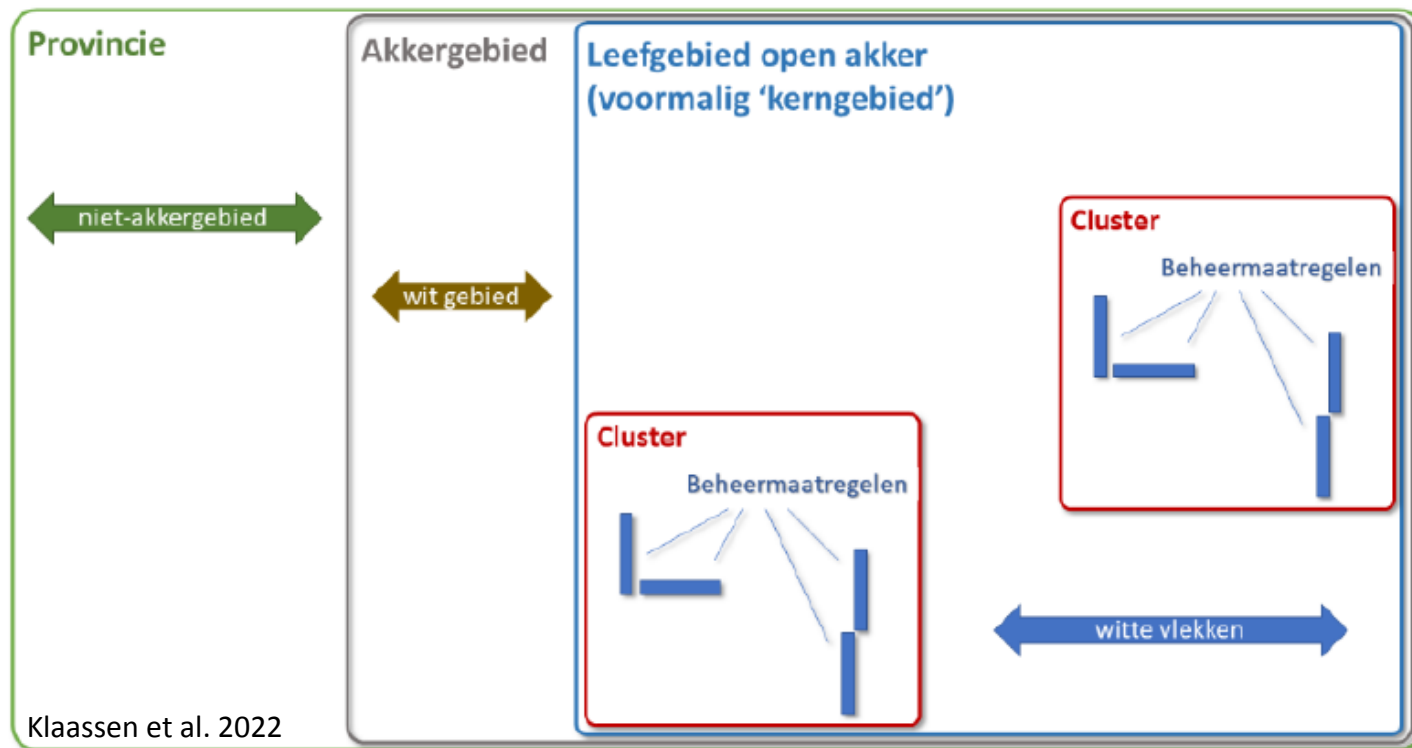 Provincie
Akkergebied
Leefgebied open akker
(voormalig ‘kerngebied’)
niet-akkergebied
wit gebied
Cluster
Beheermaatregelen
Cluster
Beheermaatregelen
witte vlekken
Klaassen et al. 2022